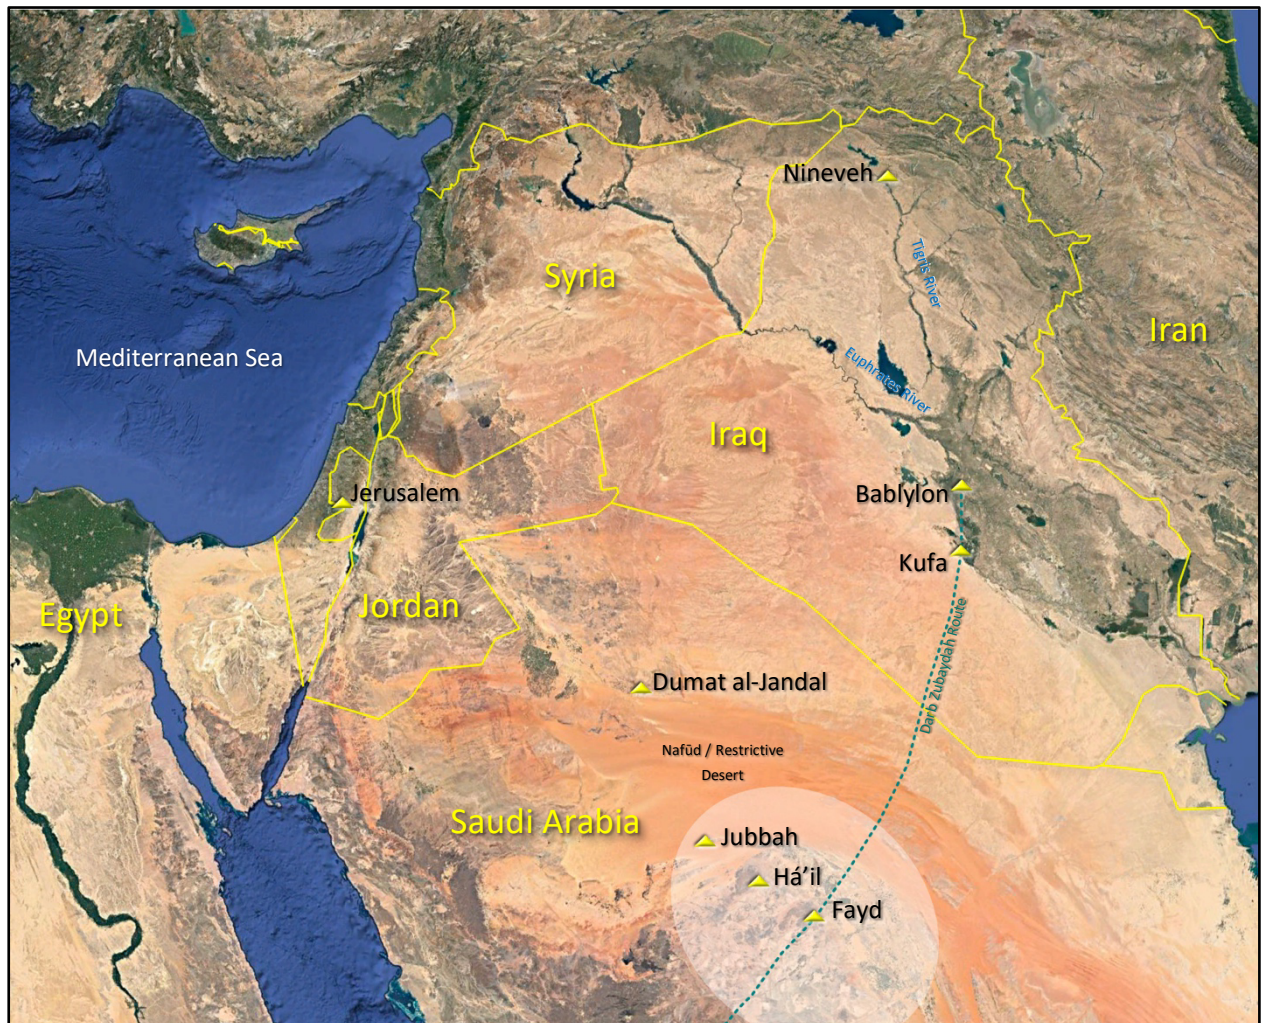 Nineveh
Tigris River
Syria
Iran
Mediterranean Sea
Euphrates River
Iraq
Jerusalem
Bablylon
Kufa
Egypt
Jordan
Darb Zubaydah Route
Dumat al-Jandal
Nafūd / Restrictive
Desert
Saudi Arabia
Jubbah
Há’il
Fayd